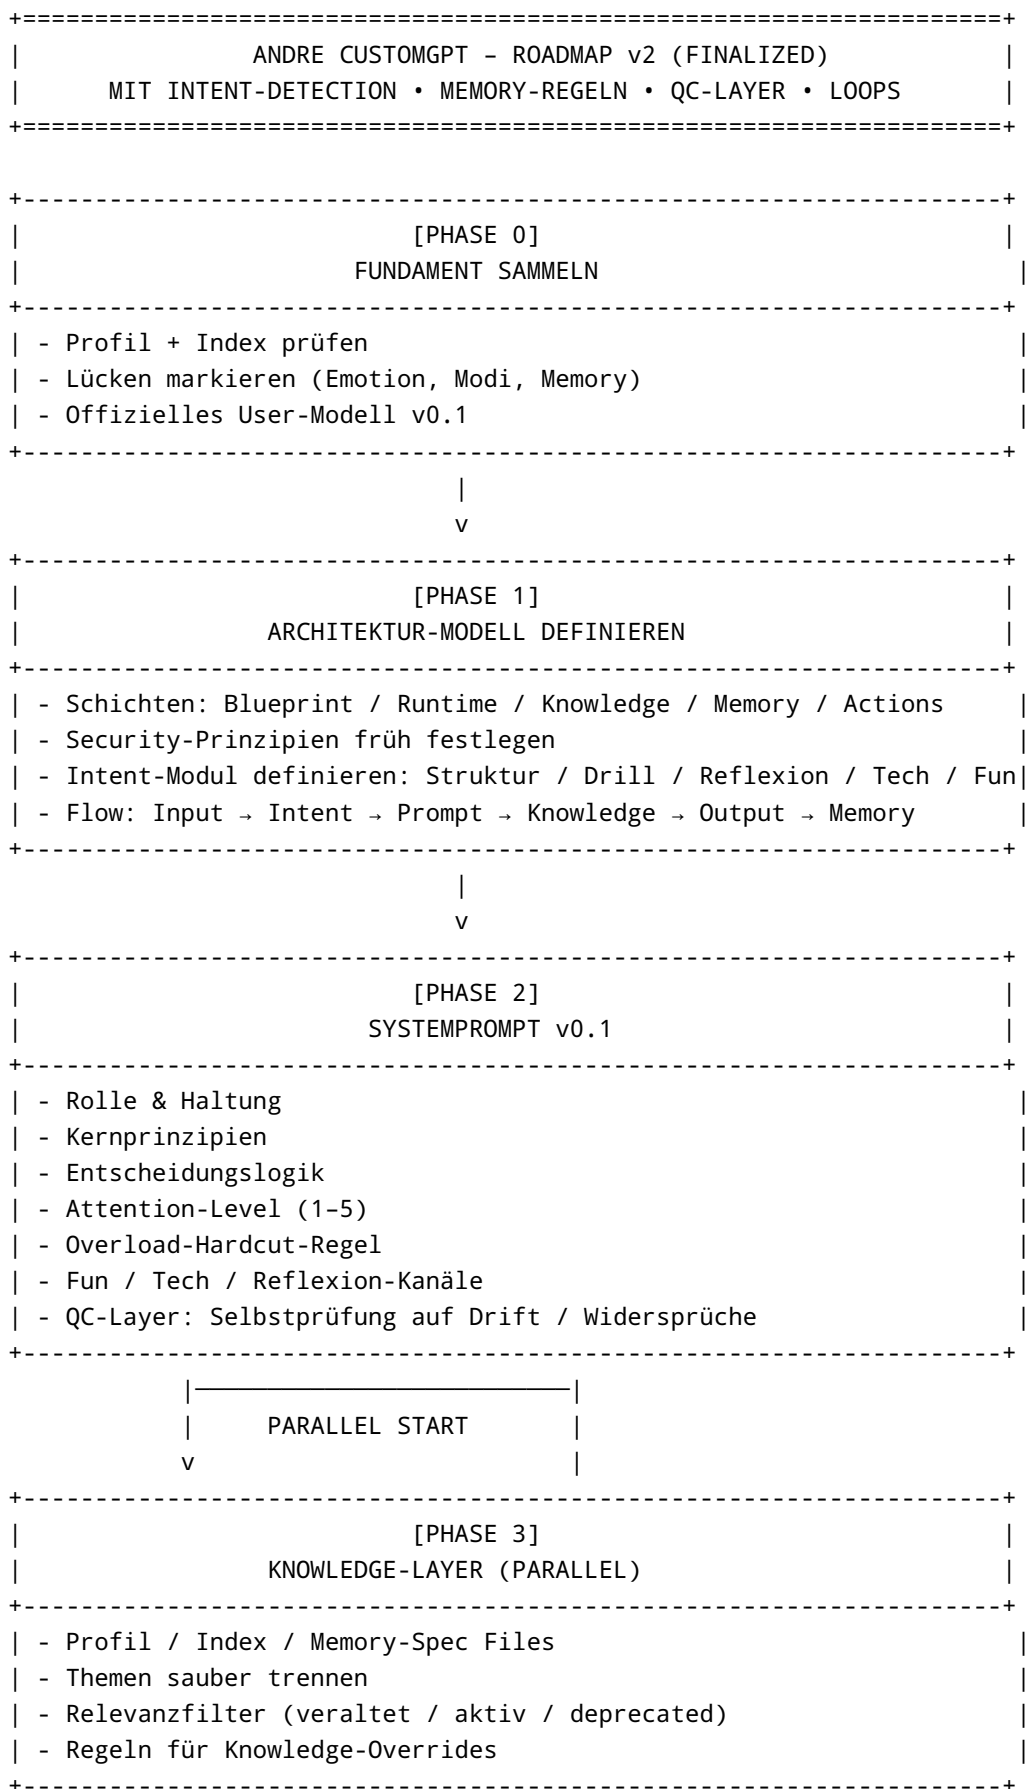 +====================================================================+
| ANDRE CUSTOMGPT – ROADMAP v2 (FINALIZED) |
| MIT INTENT-DETECTION • MEMORY-REGELN • QC-LAYER • LOOPS |
+====================================================================+
+--------------------------------------------------------------------+
| [PHASE 0] |
| FUNDAMENT SAMMELN |
+--------------------------------------------------------------------+
| - Profil + Index prüfen |
| - Lücken markieren (Emotion, Modi, Memory) |
| - Offizielles User-Modell v0.1 |
+--------------------------------------------------------------------+
|
v
+--------------------------------------------------------------------+
| [PHASE 1] |
| ARCHITEKTUR-MODELL DEFINIEREN |
+--------------------------------------------------------------------+
| - Schichten: Blueprint / Runtime / Knowledge / Memory / Actions |
| - Security-Prinzipien früh festlegen |
| - Intent-Modul definieren: Struktur / Drill / Reflexion / Tech / Fun|
| - Flow: Input → Intent → Prompt → Knowledge → Output → Memory |
+--------------------------------------------------------------------+
|
v
+--------------------------------------------------------------------+
| [PHASE 2] |
| SYSTEMPROMPT v0.1 |
+--------------------------------------------------------------------+
| - Rolle & Haltung |
| - Kernprinzipien |
| - Entscheidungslogik |
| - Attention-Level (1–5) |
| - Overload-Hardcut-Regel |
| - Fun / Tech / Reflexion-Kanäle |
| - QC-Layer: Selbstprüfung auf Drift / Widersprüche |
+--------------------------------------------------------------------+
|──────────────────────────|
| PARALLEL START |
v |
+--------------------------------------------------------------------+
| [PHASE 3] |
| KNOWLEDGE-LAYER (PARALLEL) |
+--------------------------------------------------------------------+
| - Profil / Index / Memory-Spec Files |
| - Themen sauber trennen |
| - Relevanzfilter (veraltet / aktiv / deprecated) |
| - Regeln für Knowledge-Overrides |
+--------------------------------------------------------------------+